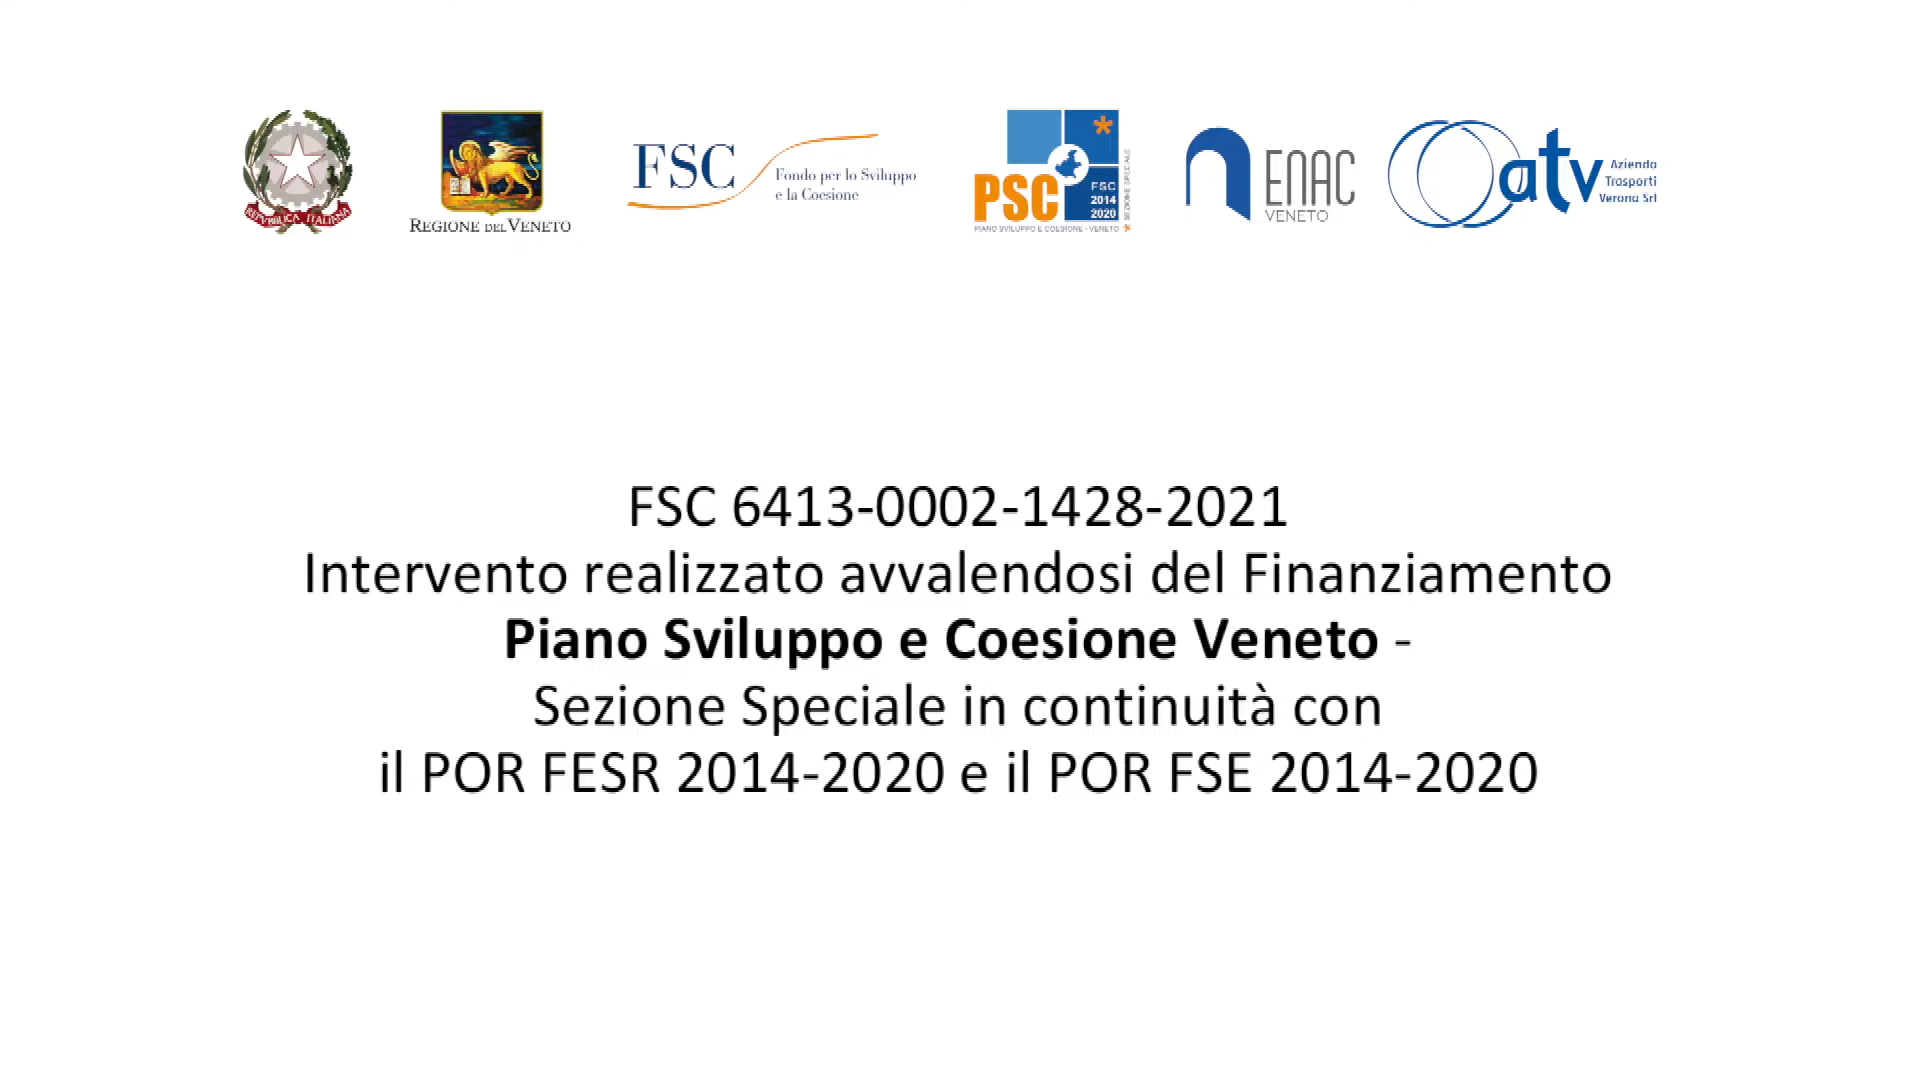 REPVBBLICA ITALIANA
REGIONE DEL VENETO
FSC
Fondo per lo Sviluppo
e la Coesione
PSC
FSC
2014
2020
SEZIONE SPECIALE
PIANO SVILUPPO E COESIONE - VENETO
ENAC
VENETO
atv
Azienda
Trasporti
Verona Srl
FSC 6413-0002-1428-2021
Intervento realizzato avvalendosi del Finanziamento
Piano Sviluppo e Coesione Veneto -
Sezione Speciale in continuità con
il POR FESR 2014-2020 e il POR FSE 2014-2020